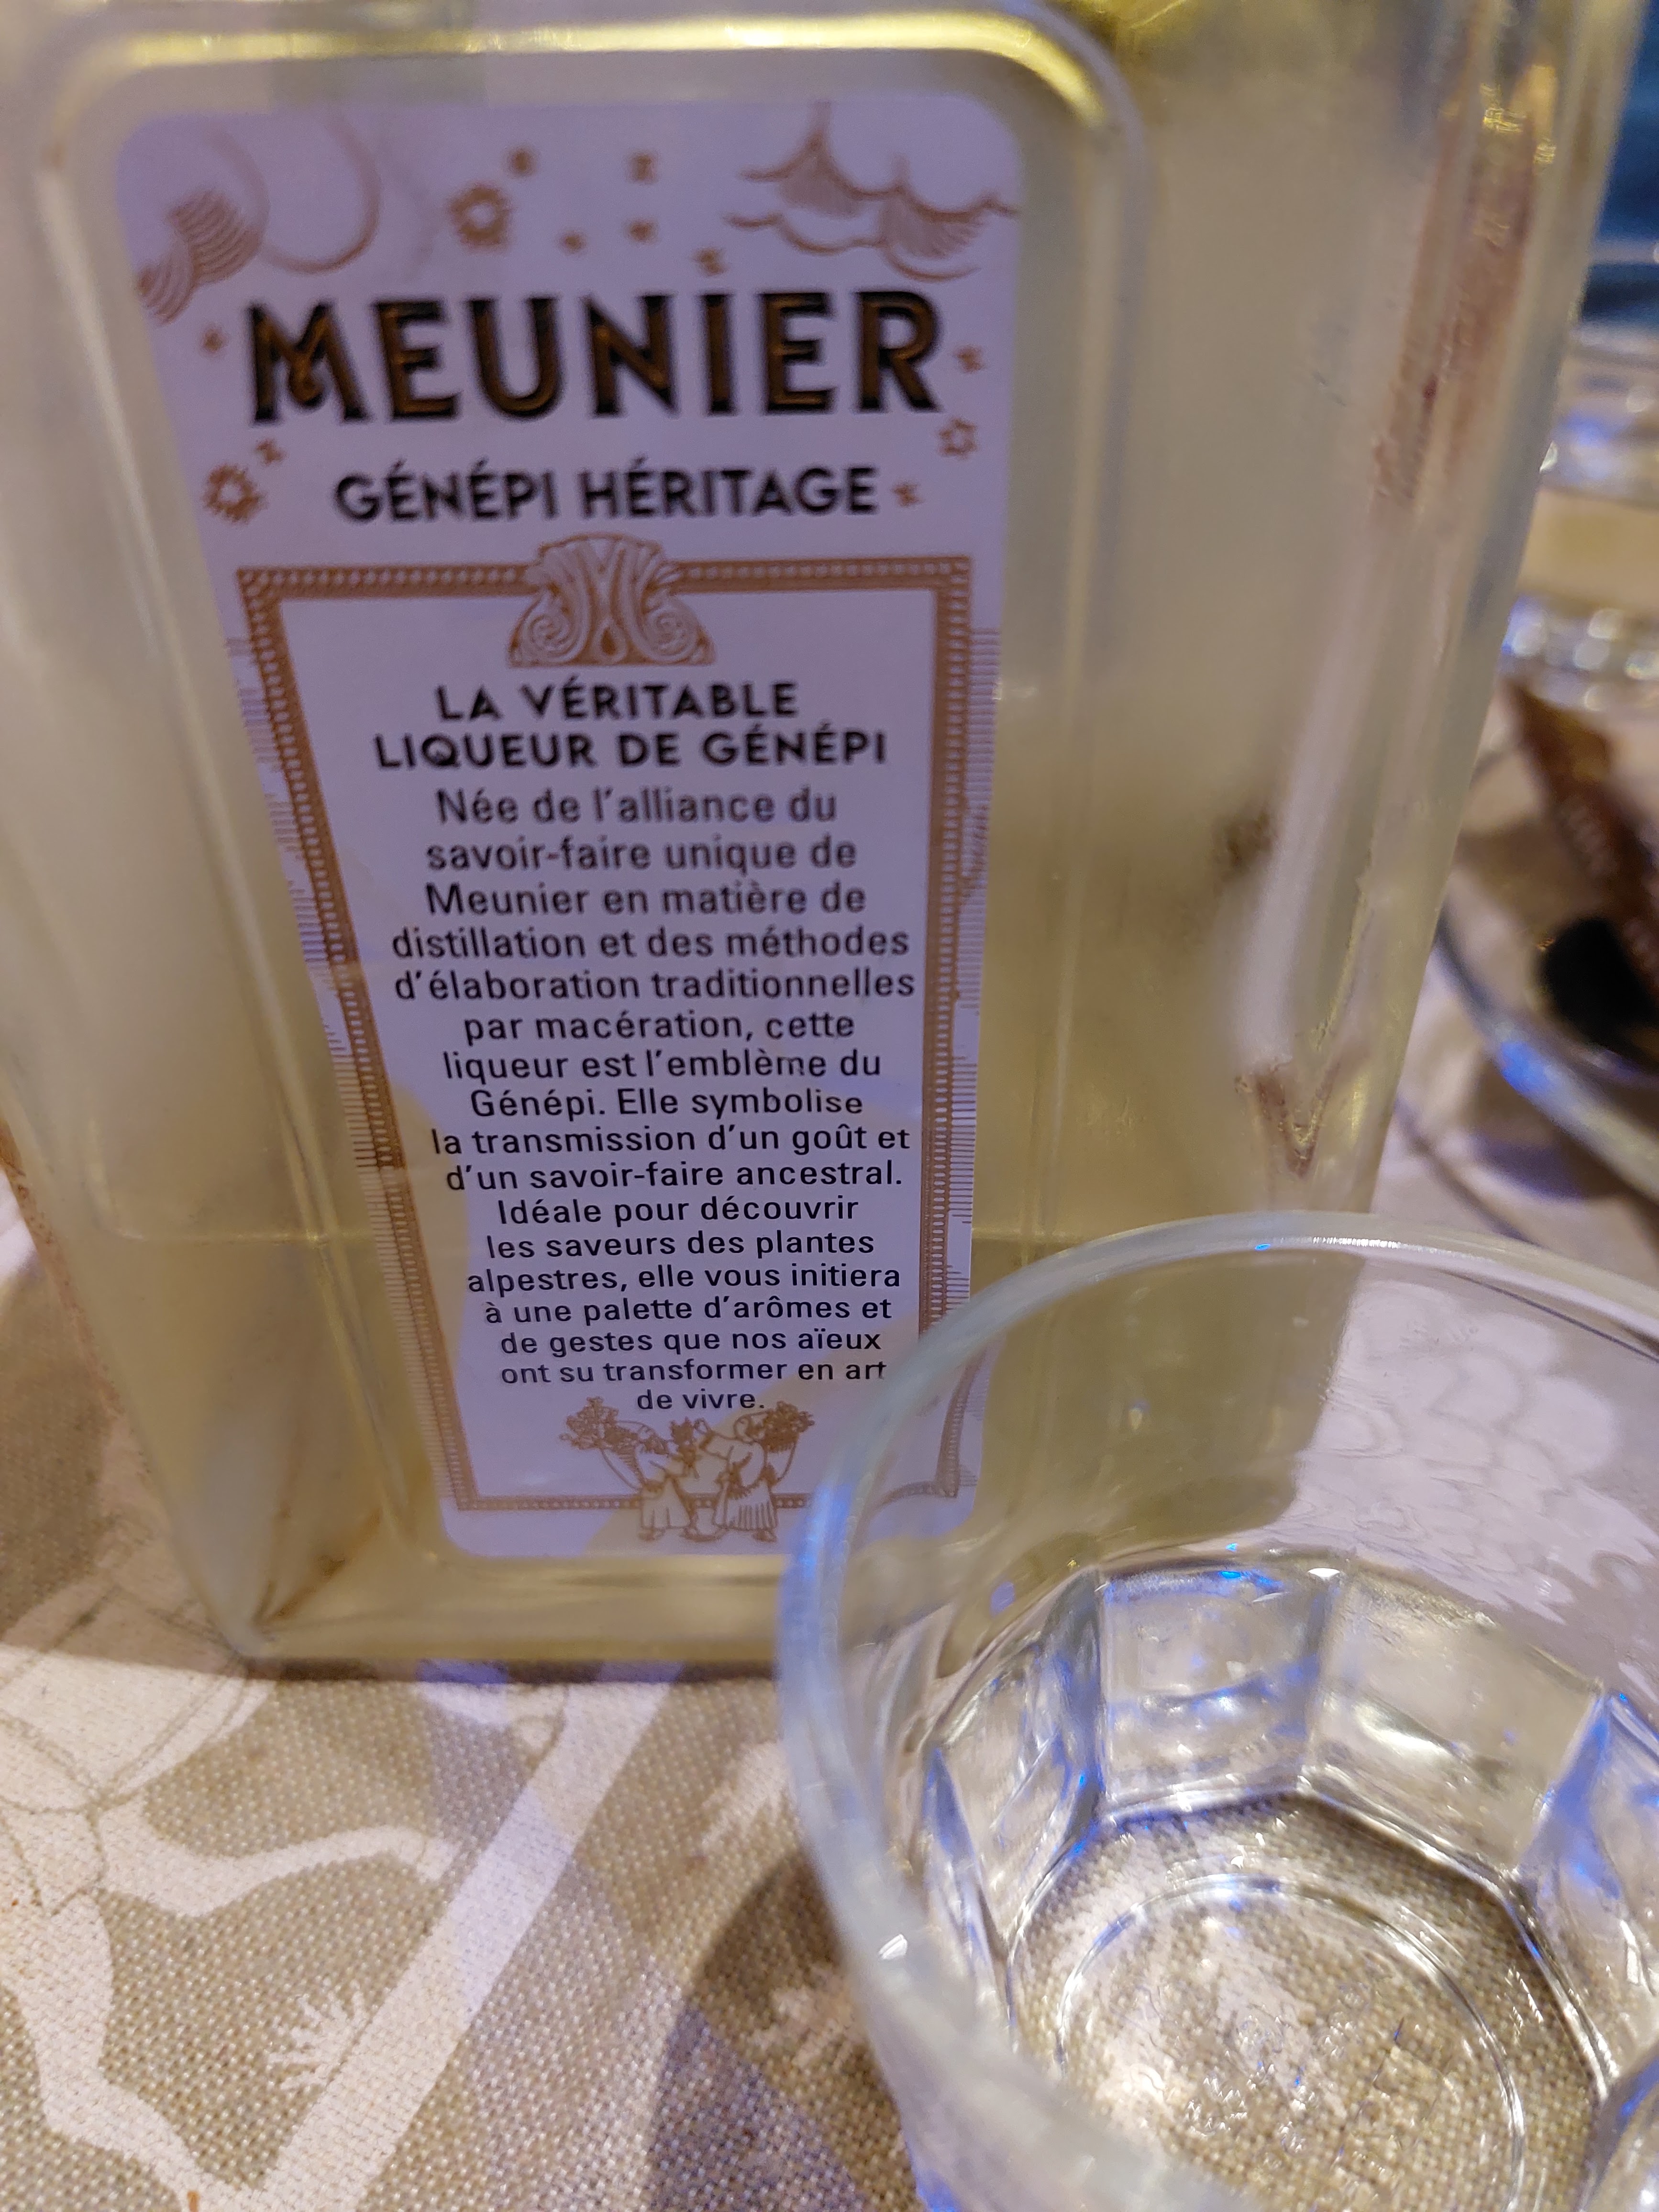 MEUNIER
GÉNÉPI HÉRITAGE
LA VÉRITABLE
LIQUEUR DE GÉNÉPI
Née de l'alliance du
savoir-faire unique de
Meunier en matière de
distillation et des méthodes
d'élaboration traditionnelles
par macération, cette
liqueur est l'emblème du
Génépi. Elle symbolise
la transmission d'un goût et
d'un savoir-faire ancestral.
Idéale pour découvrir
les saveurs des plantes
alpestres, elle vous initiera
à une palette d'arômes et
de gestes que nos aïeux
ont su transformer en art
de vivre.